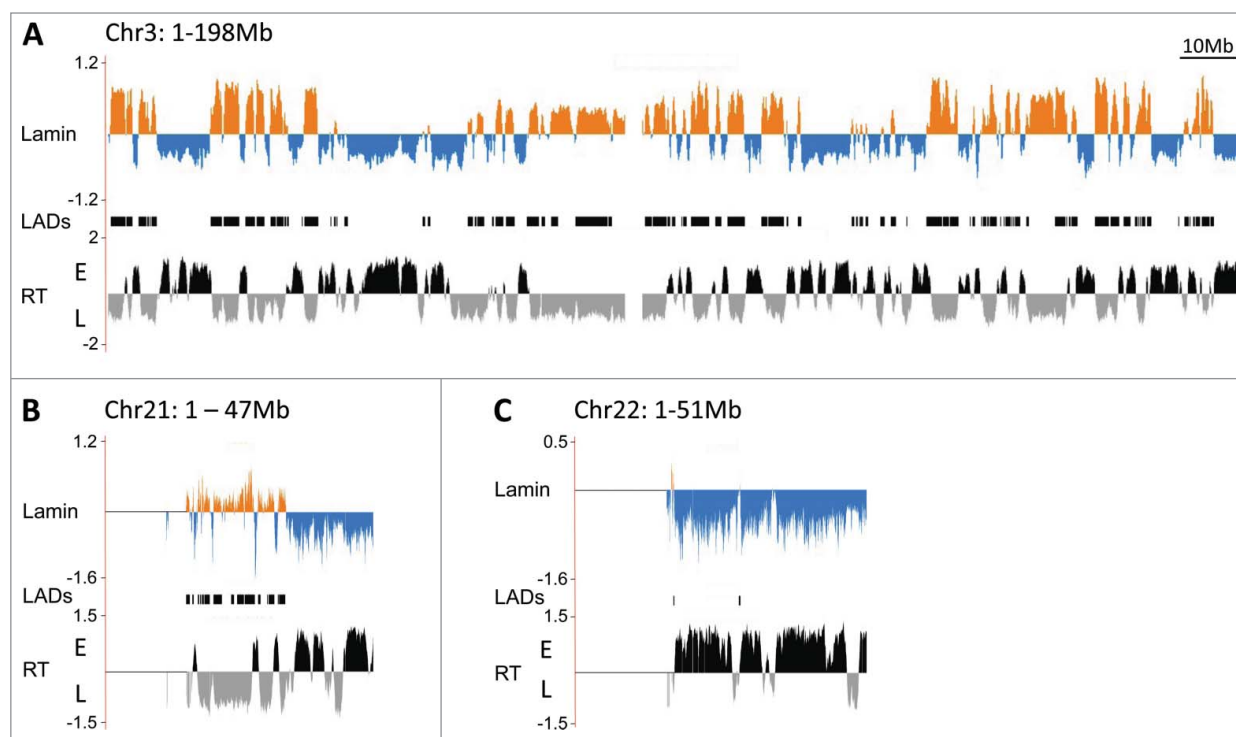 A Chr3: 1-198Mb
10Mb
1.2
Lamin
-1.2
LADs
2
E
RT
L
-2
B Chr21: 1 – 47Mb
1.2
Lamin
-1.6
LADs
1.5
E
RT
L
-1.5
C Chr22: 1-51Mb
0.5
Lamin
-1.6
LADs
1.5
E
RT
L
-1.5